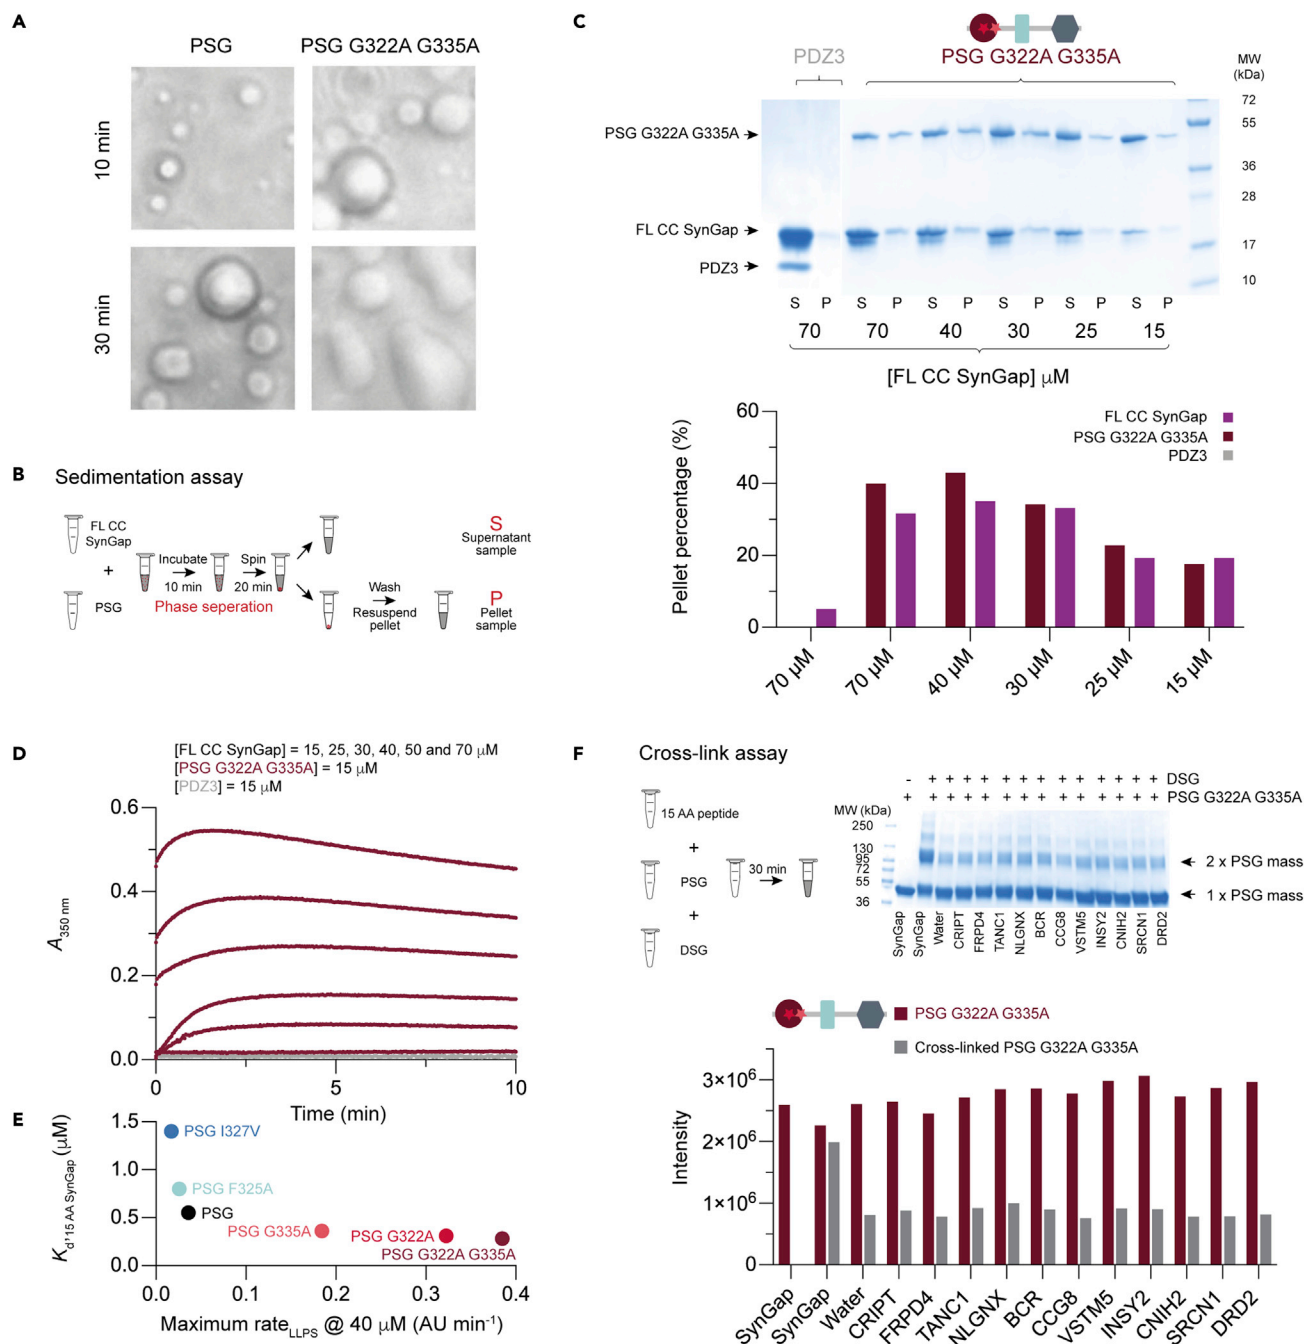 A
PSG
PSG G322A G335A
10 min
30 min
B
Sedimentation assay
FL CC
SynGap
+
PSG
Incubate
10 min
Spin
20 min
Phase seperation
Wash
Resuspend
pellet
S
Supernatant
sample
P
Pellet
sample
C
PDZ3
PSG G322A G335A
MW
(kDa)
PSG G322A G335A
FL CC SynGap
PDZ3
72
55
36
28
17
10
S P S P S P S P S P S P
70 70 40 30 25 15
[FL CC SynGap] μM
Pellet percentage (%)
60
40
20
0
FL CC SynGap
PSG G322A G335A
PDZ3
70 μM
70 μM
40 μM
30 μM
25 μM
15 μM
D
[FL CC SynGap] = 15, 25, 30, 40, 50 and 70 μM
[PSG G322A G335A] = 15 μM
[PDZ3] = 15 μM
A350 nm
0.6
0.4
0.2
0.0
0 5 10
Time (min)
E
Kd, 15 AA SynGap (μM)
1.5
1.0
0.5
0.0
PSG I327V
PSG F325A
PSG
PSG G335A
PSG G322A
PSG G322A G335A
0.0 0.1 0.2 0.3 0.4
Maximum rateLLPS @ 40 μM (AU min-1)
F
Cross-link assay
15 AA peptide
+
PSG
+
DSG
30 min
- + + + + + + + + + + + + + DSG
+ + + + + + + + + + + + + + PSG G322A G335A
MW (kDa)
250
130
95
72
55
36
2 x PSG mass
1 x PSG mass
SynGap
SynGap
Water
CRIPT
FRPD4
TANC1
NLGNX
BCR
CCG8
VSTM5
INSY2
CNIH2
SRCN1
DRD2
PSG G322A G335A
Cross-linked PSG G322A G335A
Intensity
3×10⁶
2×10⁶
1×10⁶
0
SynGap
SynGap
Water
CRIPT
FRPD4
TANC1
NLGNX
BCR
CCG8
VSTM5
INSY2
CNIH2
SRCN1
DRD2